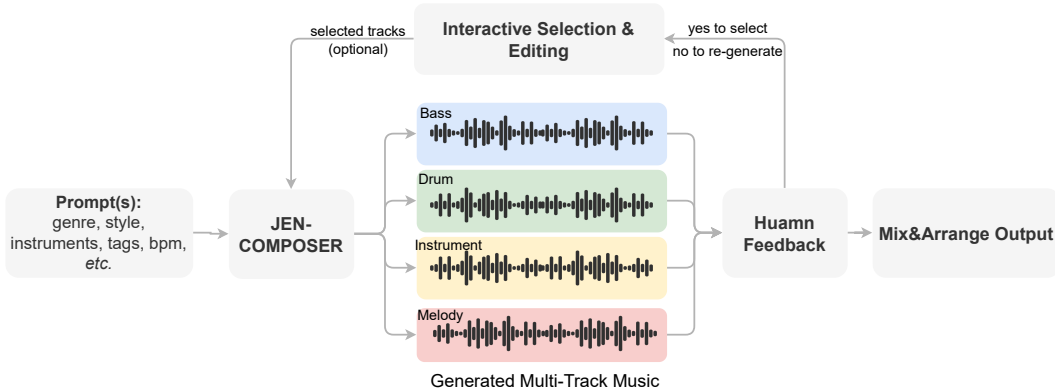 selected tracks
(optional)
Interactive Selection &
Editing
yes to select
no to re-generate
Bass
Drum
Instrument
Melody
Prompt(s):
genre, style,
instruments, tags, bpm,
etc.
JEN-
COMPOSER
Huamn
Feedback
Mix&Arrange Output
Generated Multi-Track Music